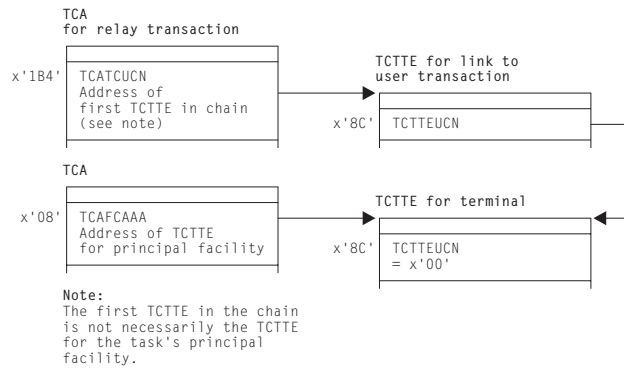 TCA
for relay transaction
x'1B4'
TCATCUCN
Address of
first TCTTE in chain
(see note)
TCTTE for link to
user transaction
x'8C'
TCTTEUCN
TCA
x'08'
TCAFCAAA
Address of TCTTE
for principal facility
TCTTE for terminal
x'8C'
TCTTEUCN
= x'00'
Note:
The first TCTTE in the chain
is not necessarily the TCTTE
for the task's principal
facility.